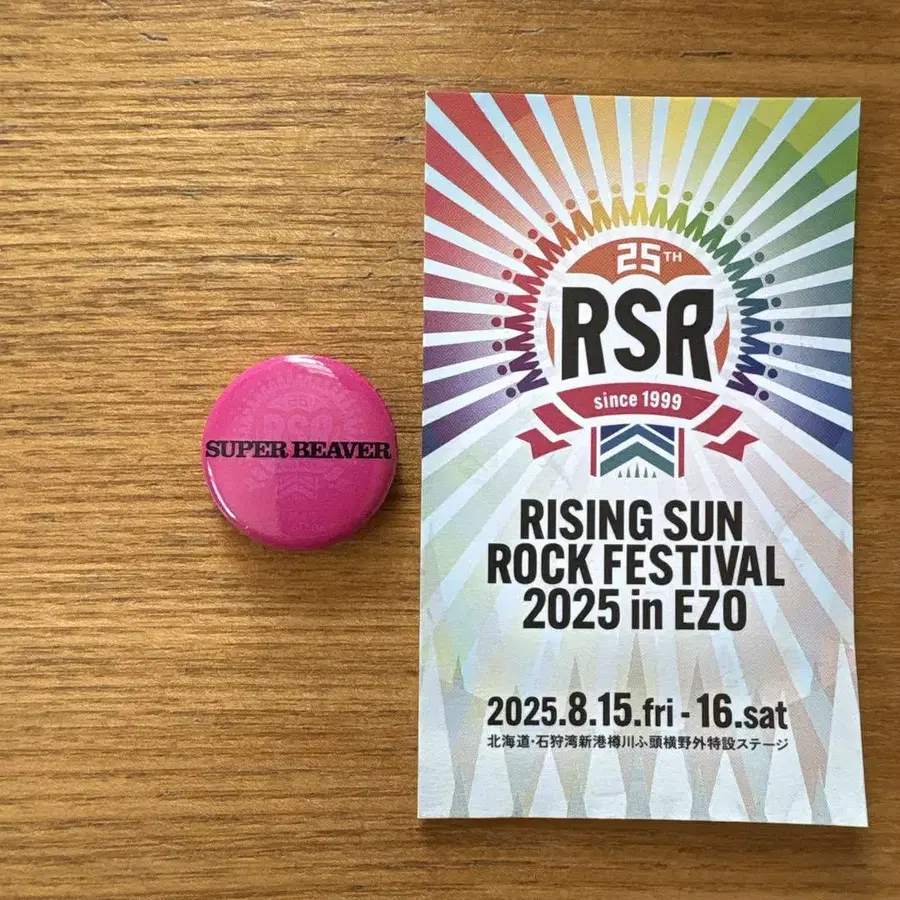 SUPER BEAVER
25TH
RSR
since 1999
RISING SUN
ROCK FESTIVAL
2025 in EZO
2025.8.15.fri - 16.sat
北海道・石狩湾新港樽川ふ頭横野外特設ステージ